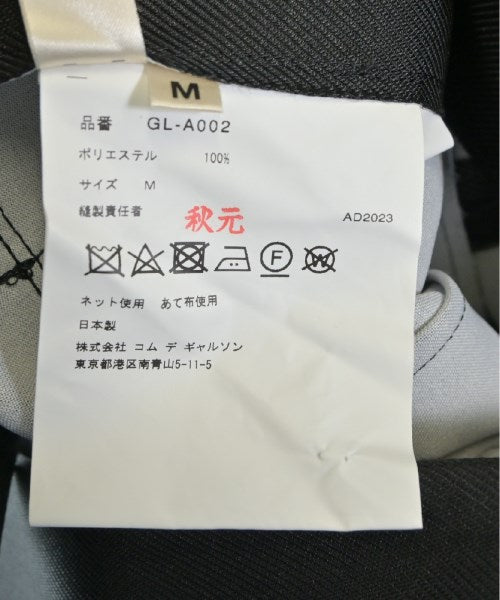 M
品番 GL-A002
ポリエステル 100%
サイズ M
縫製責任者 秋元 AD2023
F W
ネット使用 あて布使用
日本製
株式会社 コム デ ギャルソン
東京都港区南青山5-11-5